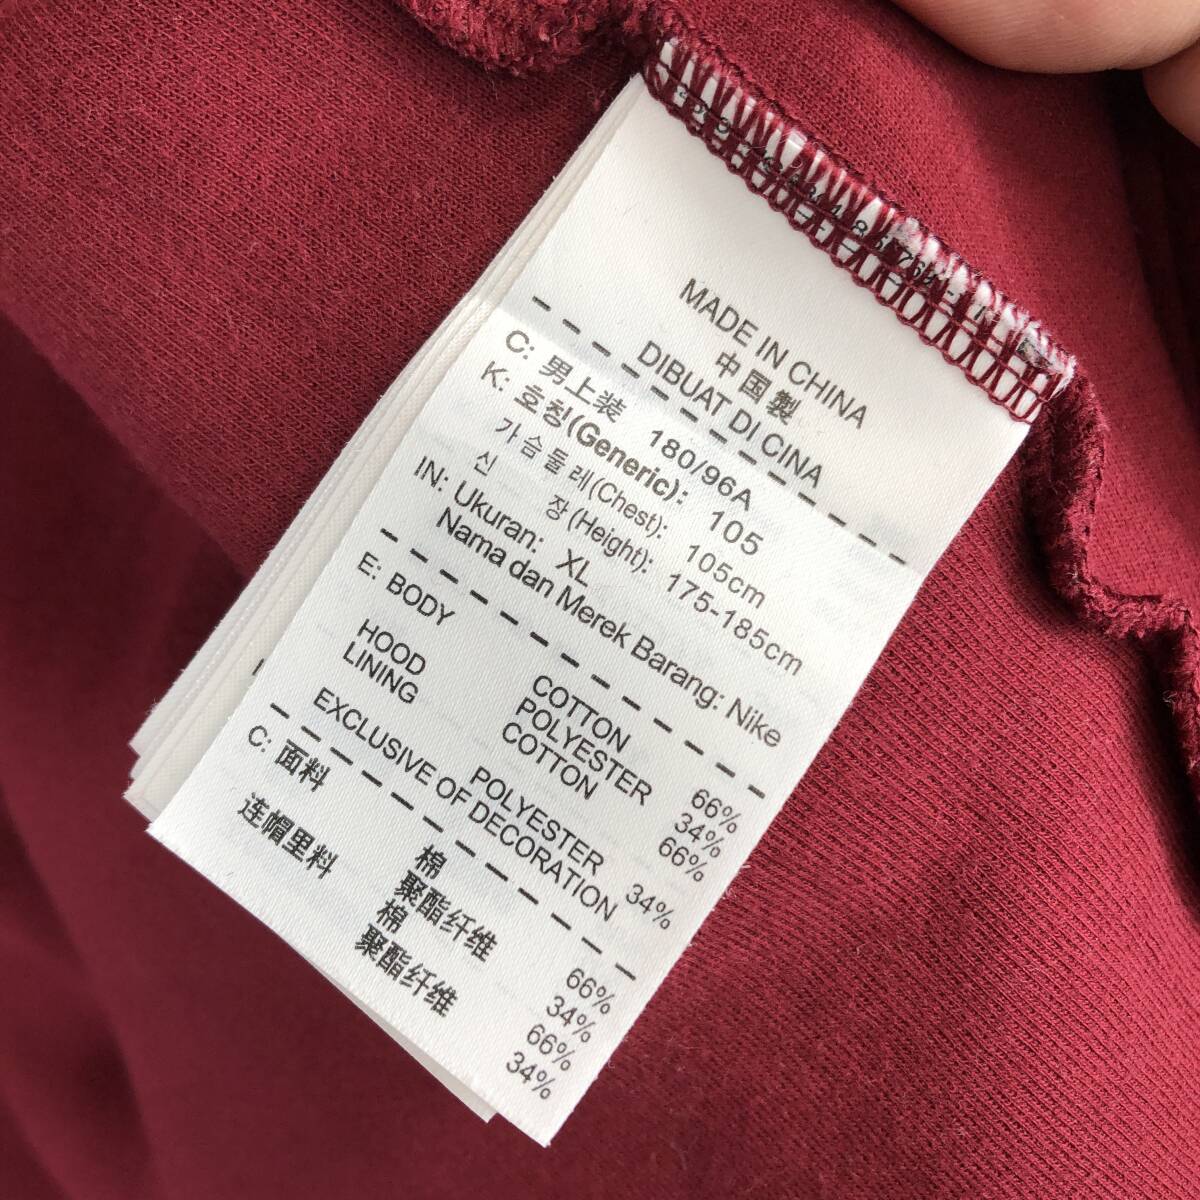 MADE IN CHINA
中国製
DIBUAT DI CINA
C: 男上装 180/96A
K: 호칭(Generic): 105
가슴둘레(Chest): 105cm
신 장(Height): 175-185cm
IN: Ukuran: XL
Nama dan Merek Barang: Nike
E: BODY COTTON 66%
POLYESTER 34%
HOOD COTTON 66%
LINING POLYESTER 34%
EXCLUSIVE OF DECORATION
C: 面料 棉 66%
聚酯纤维 34%
连帽里料 棉 66%
聚酯纤维 34%